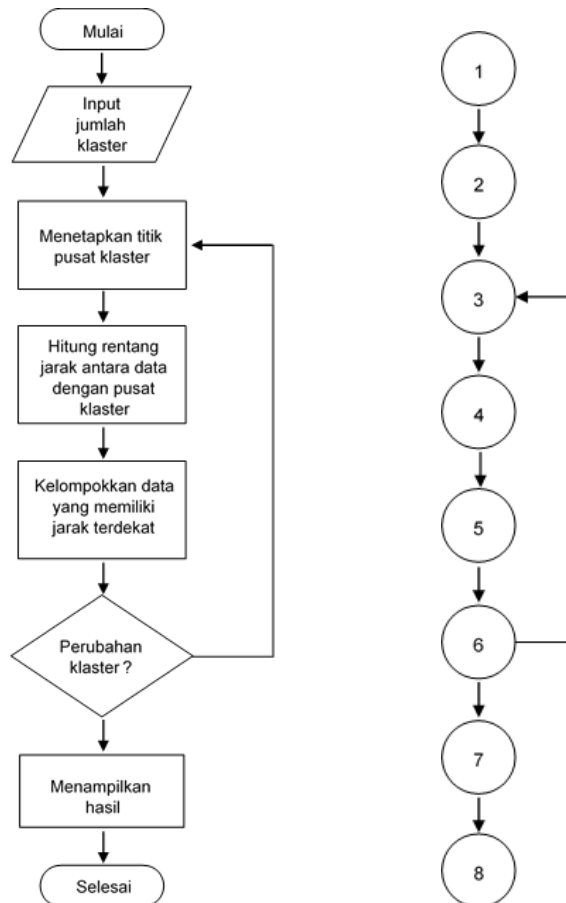 Mulai
Input
jumlah
klaster
Menetapkan titik
pusat klaster
Hitung rentang
jarak antara data
dengan pusat
klaster
Kelompokkan data
yang memiliki
jarak terdekat
Perubahan
klaster ?
Menampilkan
hasil
Selesai
1
2
3
4
5
6
7
8